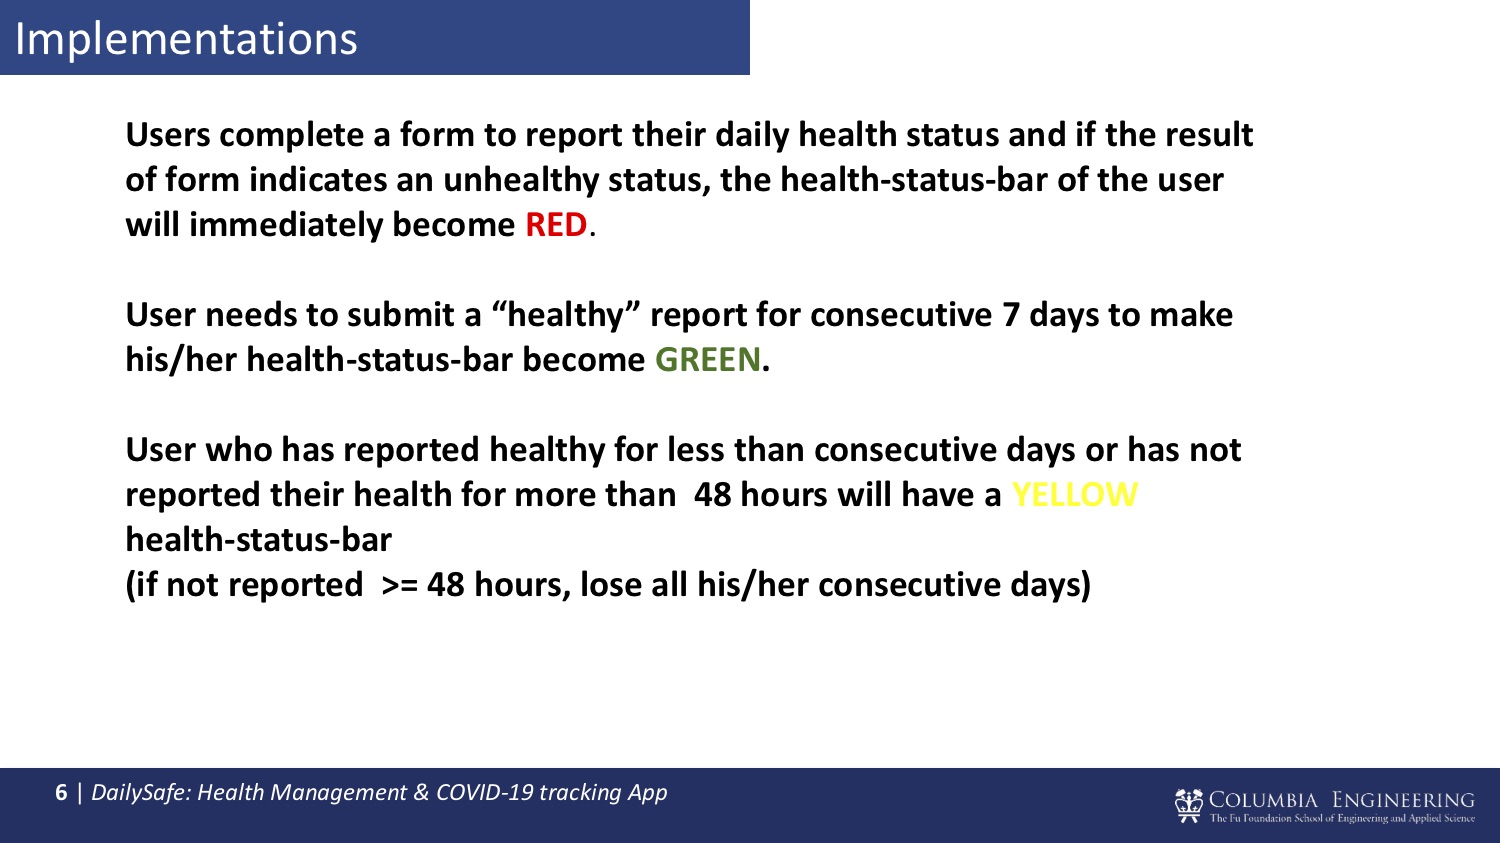 Implementations
Users complete a form to report their daily health status and if the result
of form indicates an unhealthy status, the health-status-bar of the user
will immediately become RED.
User needs to submit a “healthy” report for consecutive 7 days to make
his/her health-status-bar become GREEN.
User who has reported healthy for less than consecutive days or has not
reported their health for more than  48 hours will have a YELLOW
health-status-bar
(if not reported  >= 48 hours, lose all his/her consecutive days)
6 | DailySafe: Health Management & COVID-19 tracking App
COLUMBIA ENGINEERING
The Fu Foundation School of Engineering and Applied Science